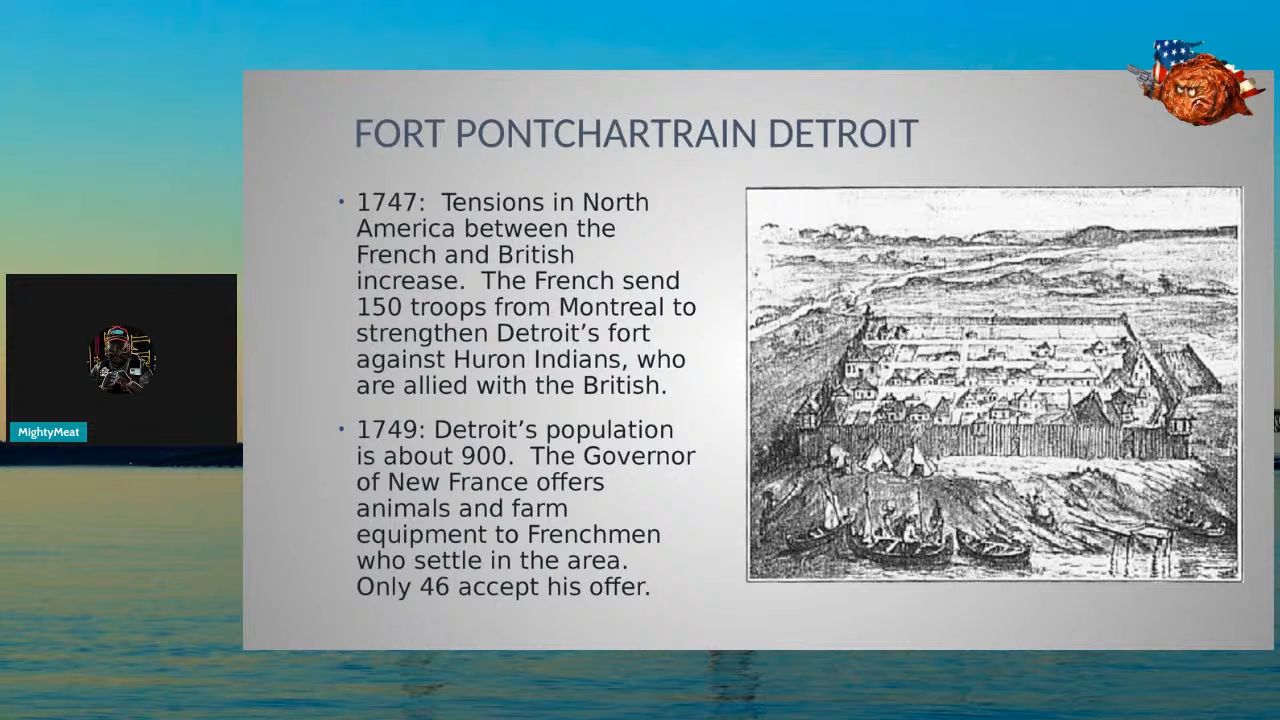 FORT PONTCHARTRAIN DETROIT
• 1747:  Tensions in North
America between the
French and British
increase.  The French send
150 troops from Montreal to
strengthen Detroit’s fort
against Huron Indians, who
are allied with the British.
• 1749: Detroit’s population
is about 900.  The Governor
of New France offers
animals and farm
equipment to Frenchmen
who settle in the area.
Only 46 accept his offer.
MightyMeat